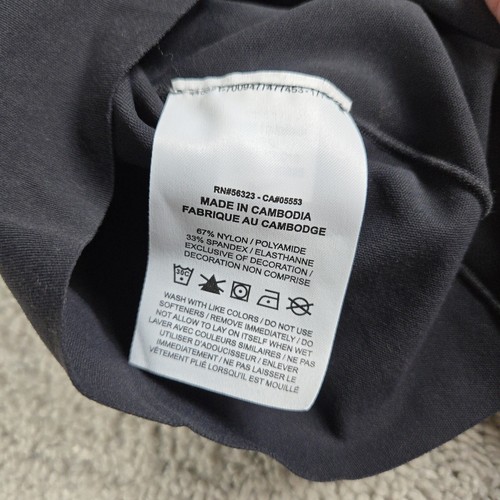 RN#56323 - CA#05553
MADE IN CAMBODIA
FABRIQUE AU CAMBODGE
67% NYLON / POLYAMIDE
33% SPANDEX / ELASTHANNE
EXCLUSIVE OF DECORATION /
DECORATION NON COMPRISE
30C
WASH WITH LIKE COLORS / DO NOT USE
SOFTENERS / REMOVE IMMEDIATELY / DO
NOT ALLOW TO LAY ON ITSELF WHEN WET
LAVER AVEC COULEURS SIMILAIRES / NE PAS
UTILISER D'ADOUCISSEUR / ENLEVER
IMMÉDIATEMENT / NE PAS LAISSER LE
VÊTEMENT PLIÉ LORSQU'IL EST MOUILLÉ